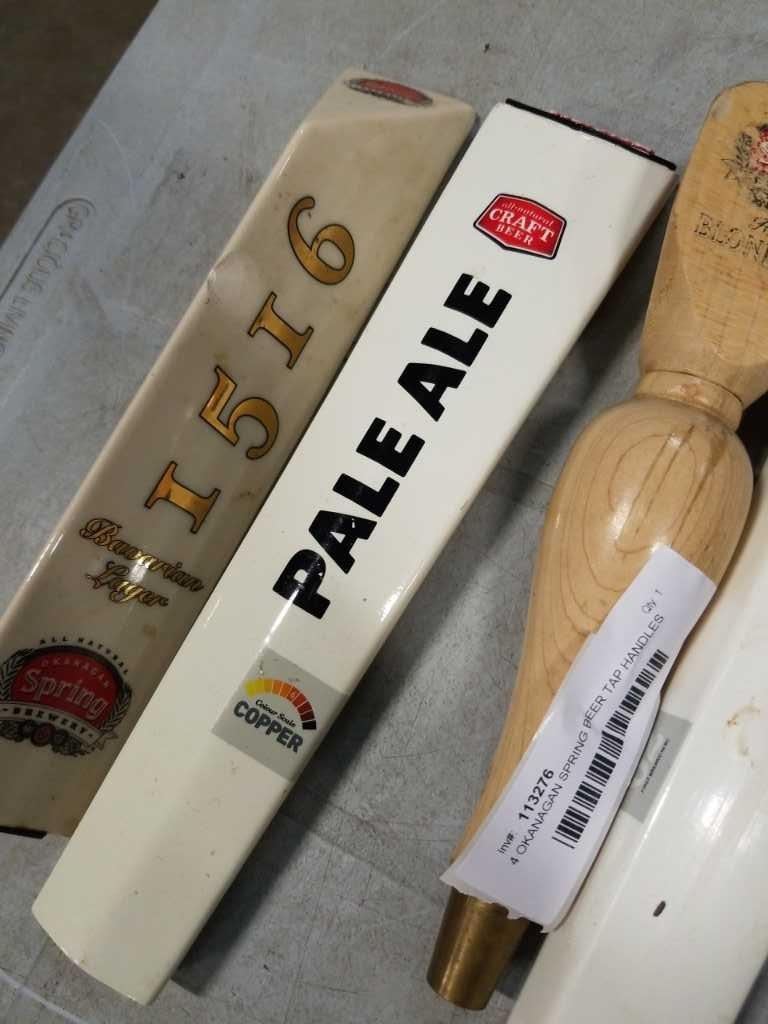 1516
Bavarian
Lager
ALL NATURAL
OKANAGAN
Spring
BREWERY
all-natural
CRAFT
BEER
PALE ALE
Colour Scale
COPPER
Qty: 1
Inv#: 113276
4 OKANAGAN SPRING BEER TAP HANDLES